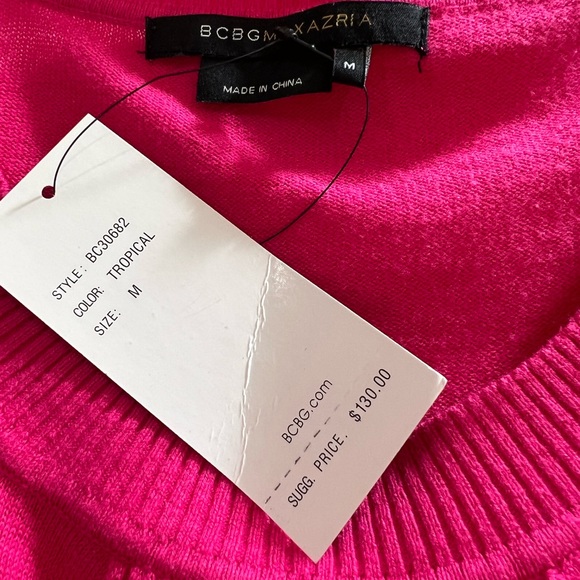 BCBGMAXAZRIA
M
MADE IN CHINA
STYLE: BC30682
COLOR: TROPICAL
SIZE: M
BCBG.com
SUGG. PRICE. $130.00